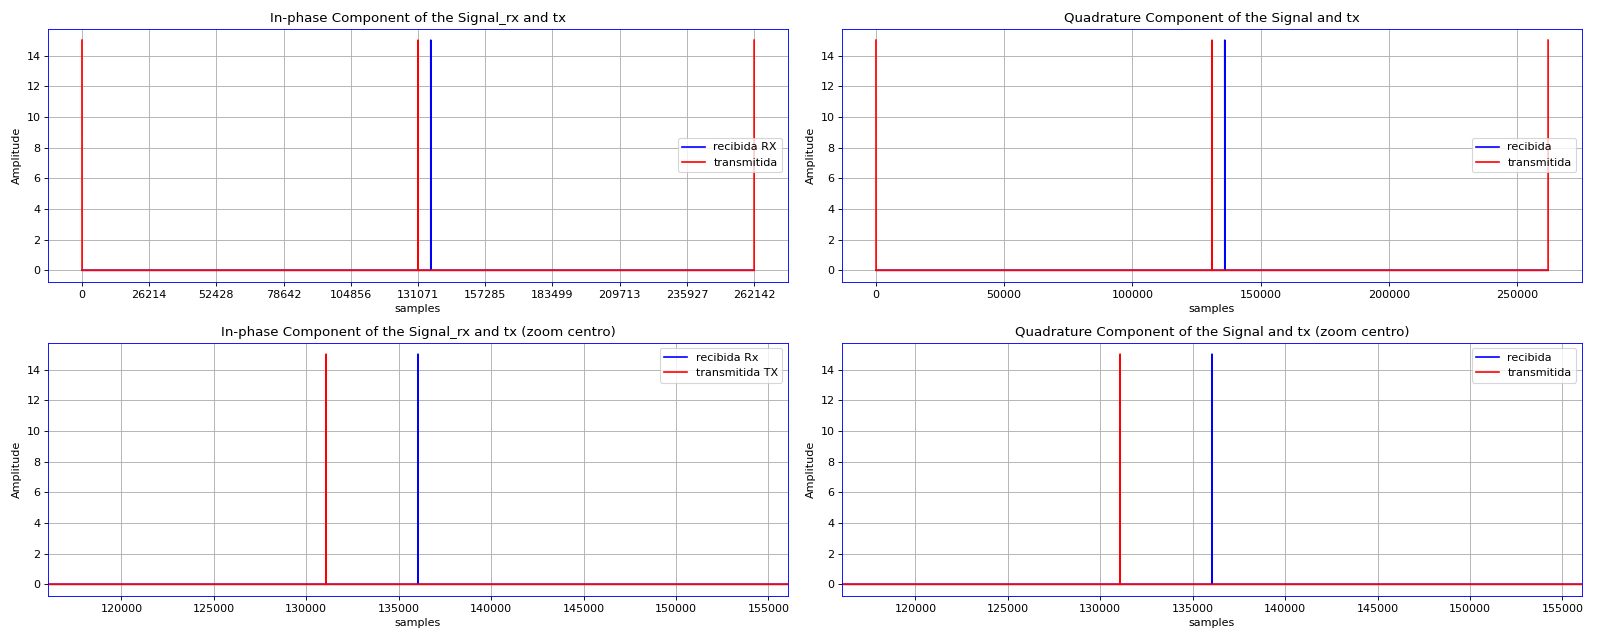 In-phase Component of the Signal_rx and tx
Amplitude
14
12
10
8
6
4
2
0
recibida RX
transmitida
0 26214 52428 78642 104856 131071 157285 183499 209713 235927 262142
samples
Quadrature Component of the Signal and tx
Amplitude
14
12
10
8
6
4
2
0
recibida
transmitida
0 50000 100000 150000 200000 250000
samples
In-phase Component of the Signal_rx and tx (zoom centro)
Amplitude
14
12
10
8
6
4
2
0
recibida Rx
transmitida TX
120000 125000 130000 135000 140000 145000 150000 155000
samples
Quadrature Component of the Signal and tx (zoom centro)
Amplitude
14
12
10
8
6
4
2
0
recibida
transmitida
120000 125000 130000 135000 140000 145000 150000 155000
samples